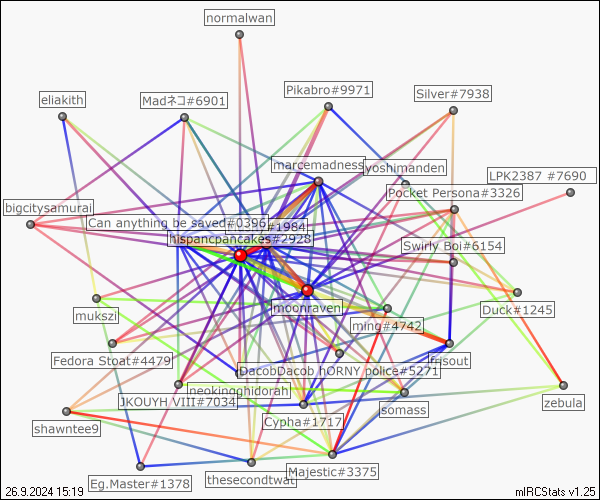 normalwan
Pikabro#9971
Silver#7938
eliakith
Madネコ#6901
marcemadness
yoshimanden
LPK2387 #7690
Pocket Persona#3326
bigcitysamurai
Can anything be saved#0396
#1984
hispancpancakes#2928
Swirly Boi#6154
mukszi
moonraven
Duck#1245
ming#4742
Fedora Stoat#4479
frisout
DacobDacob hORNY police#5271
neokingghidorah
JKOUYH VIII#7034
somass
zebula
shawntee9
Cypha#1717
Majestic#3375
thesecondtwat
Eg.Master#1378
26.9.2024 15:19
mIRCStats v1.25